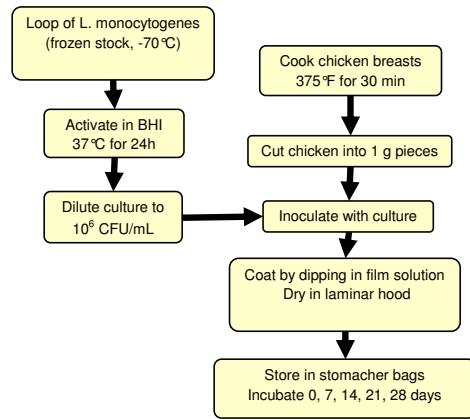 Loop of L. monocytogenes
(frozen stock, -70°C)
Activate in BHI
37°C for 24h
Dilute culture to
10⁶ CFU/mL
Cook chicken breasts
375°F for 30 min
Cut chicken into 1 g pieces
Inoculate with culture
Coat by dipping in film solution
Dry in laminar hood
Store in stomacher bags
Incubate 0, 7, 14, 21, 28 days